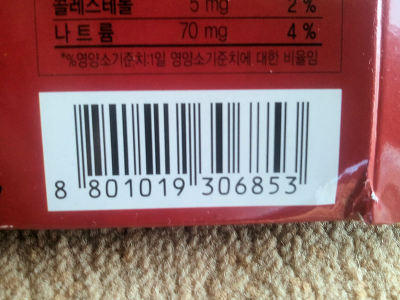 콜레스테롤 5 mg 2 %
나 트 륨 70 mg 4 %
*%영양소기준치:1일 영양소기준치에 대한 비율임
8 801019 306853